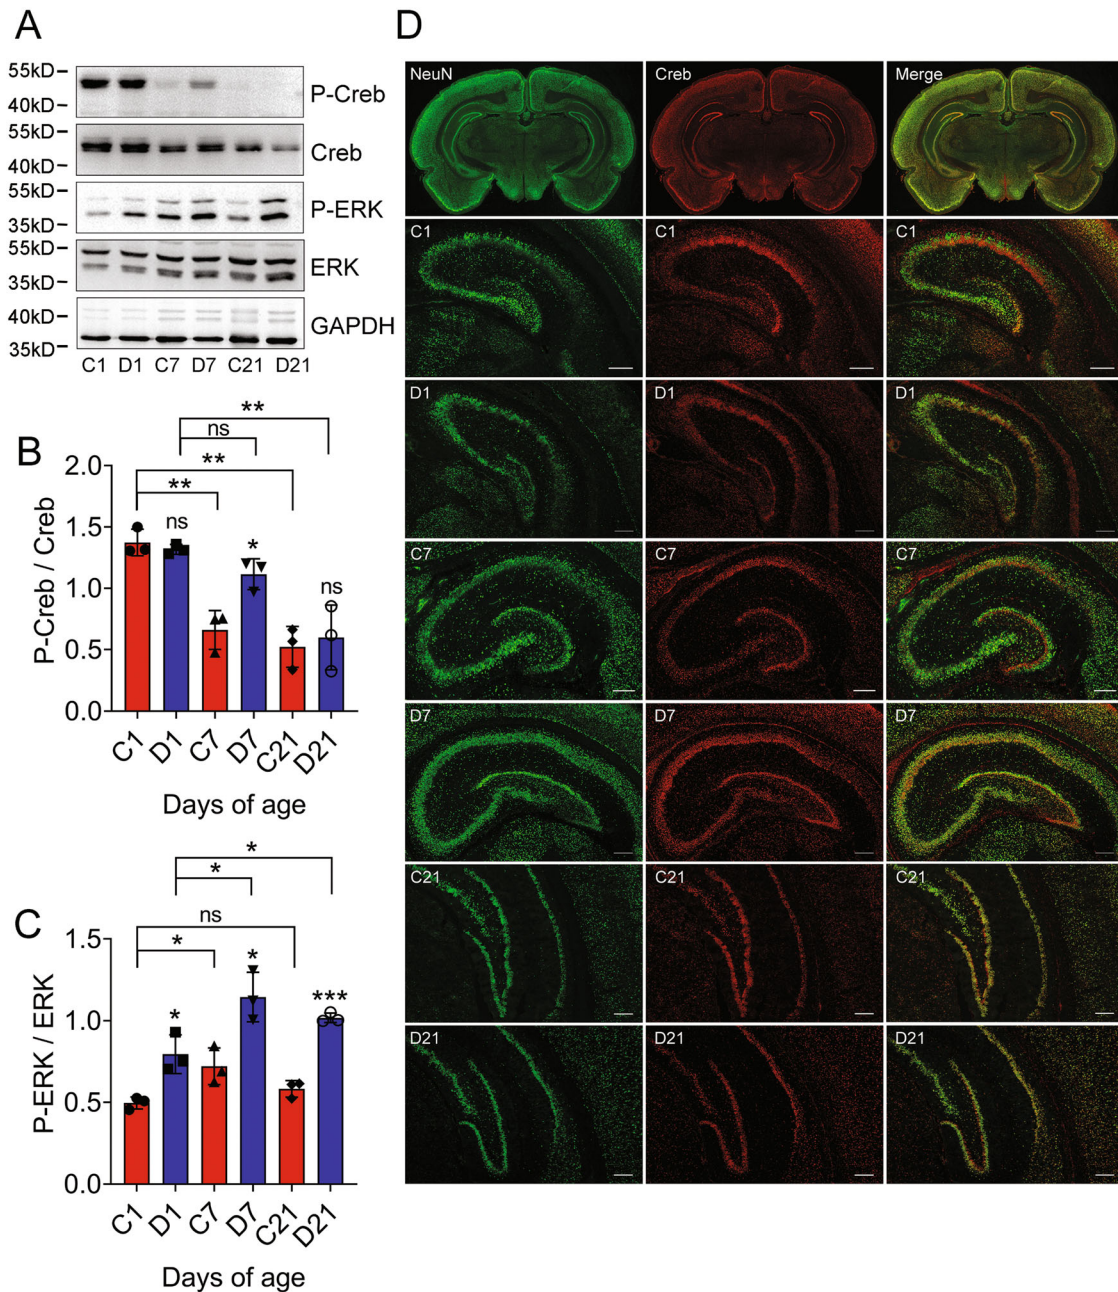 A
55kD
40kD
P-Creb
55kD
40kD
Creb
55kD
35kD
P-ERK
55kD
35kD
ERK
40kD
35kD
GAPDH
C1 D1 C7 D7 C21 D21
B
**
ns
**
**
2.0
1.5
1.0
0.5
0.0
P-Creb / Creb
ns
*
ns
C1 D1 C7 D7 C21 D21
Days of age
C
*
*
ns
*
1.5
1.0
0.5
0.0
P-ERK / ERK
*
*
***
C1 D1 C7 D7 C21 D21
Days of age
D
NeuN Creb Merge
C1 C1 C1
D1 D1 D1
C7 C7 C7
D7 D7 D7
C21 C21 C21
D21 D21 D21